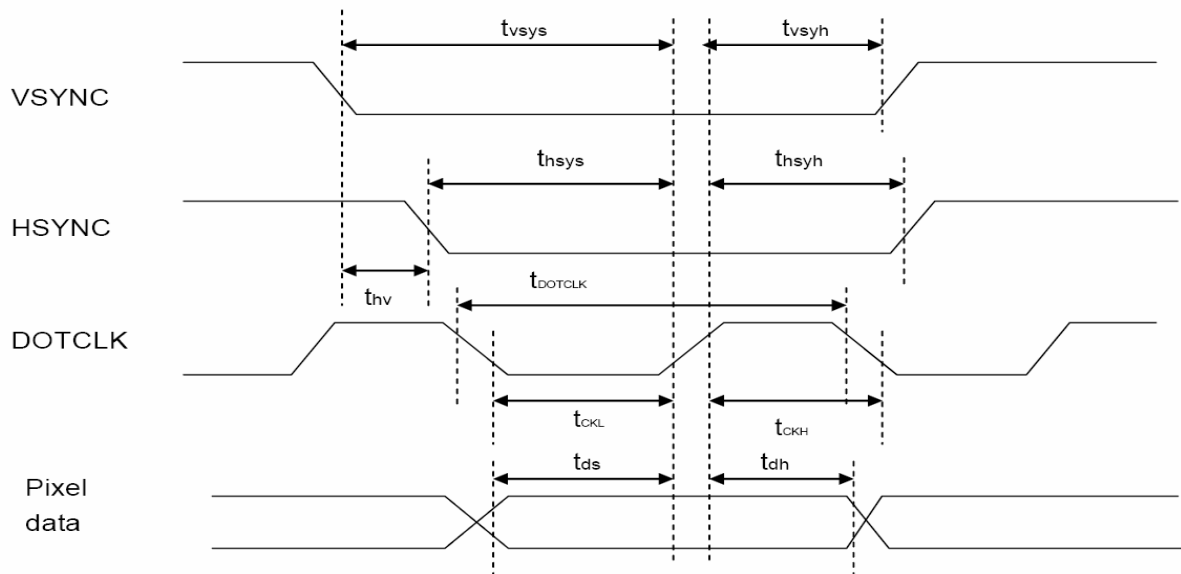 tvsys
tvsyh
VSYNC
thsys
thsyh
HSYNC
thv
tDOTCLK
DOTCLK
tCKL
tCKH
tds
tdh
Pixel
data